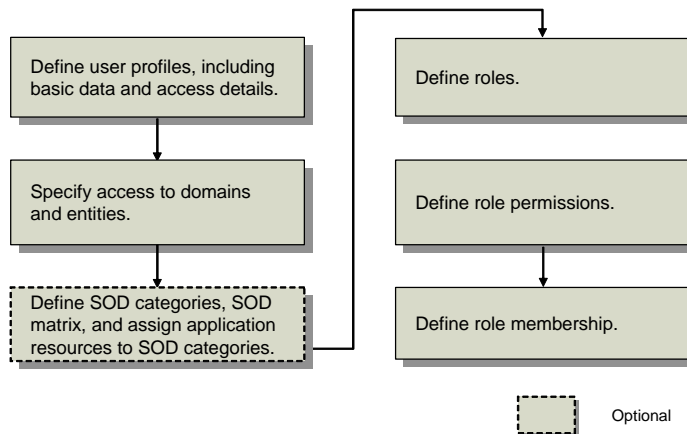 Define user profiles, including
basic data and access details.
Specify access to domains
and entities.
Define SOD categories, SOD
matrix, and assign application
resources to SOD categories.
Define roles.
Define role permissions.
Define role membership.
Optional